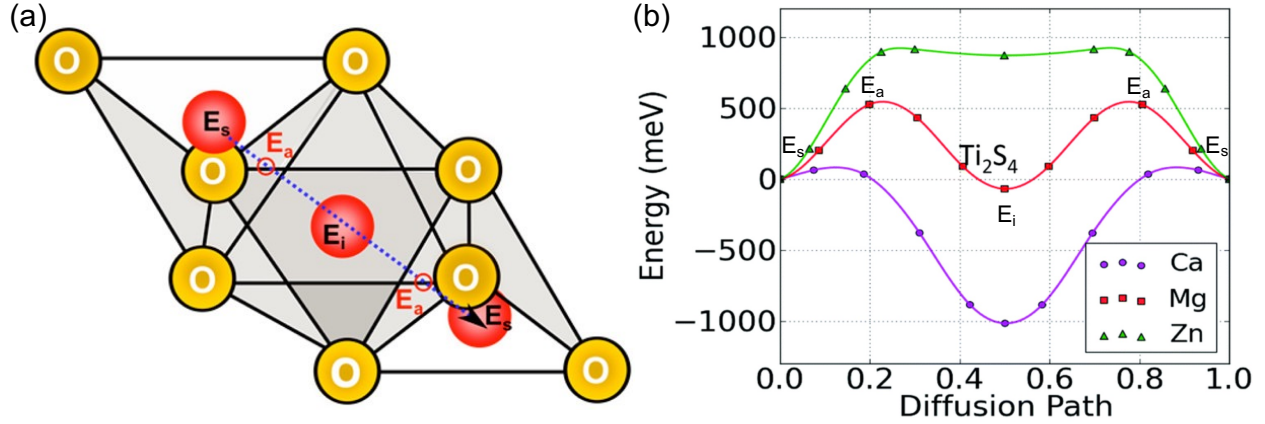 (a)
O
O
Es
Ea
O
O
Ei
O
O
Ea
Es
O
O
(b)
Energy (meV)
1000
500
0
−500
−1000
Ea
Ea
Es
Es
Ti2S4
Ei
Ca
Mg
Zn
0.0 0.2 0.4 0.6 0.8 1.0
Diffusion Path